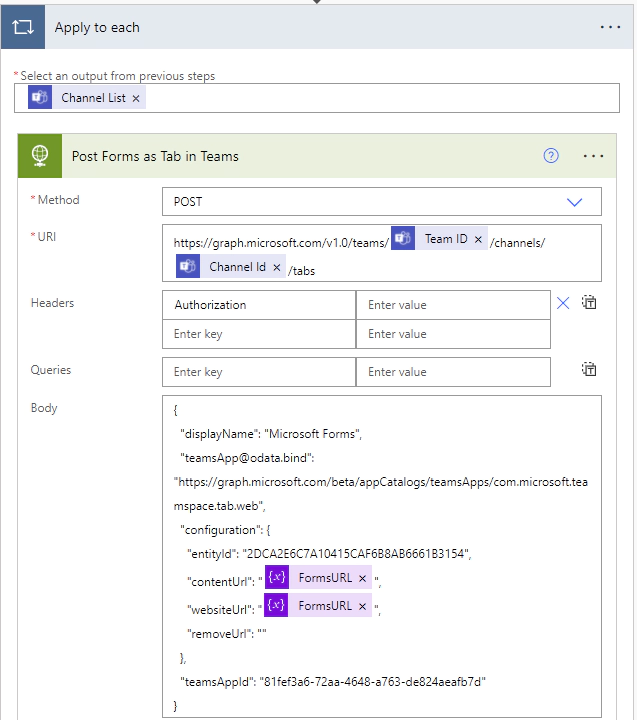 Apply to each
* Select an output from previous steps
Channel List ×
Post Forms as Tab in Teams
* Method
POST
* URI
https://graph.microsoft.com/v1.0/teams/ Team ID × /channels/
Channel Id × /tabs
Headers
Authorization Enter value
Enter key Enter value
Queries
Enter key Enter value
Body
{
"displayName": "Microsoft Forms",
"teamsApp@odata.bind":
"https://graph.microsoft.com/beta/appCatalogs/teamsApps/com.microsoft.tea
mspace.tab.web",
"configuration": {
"entityId": "2DCA2E6C7A10415CAF6B8AB6661B3154",
"contentUrl": " {x} FormsURL × ",
"websiteUrl": " {x} FormsURL × ",
"removeUrl": ""
},
"teamsAppId": "81fef3a6-72aa-4648-a763-de824aeafb7d"
}